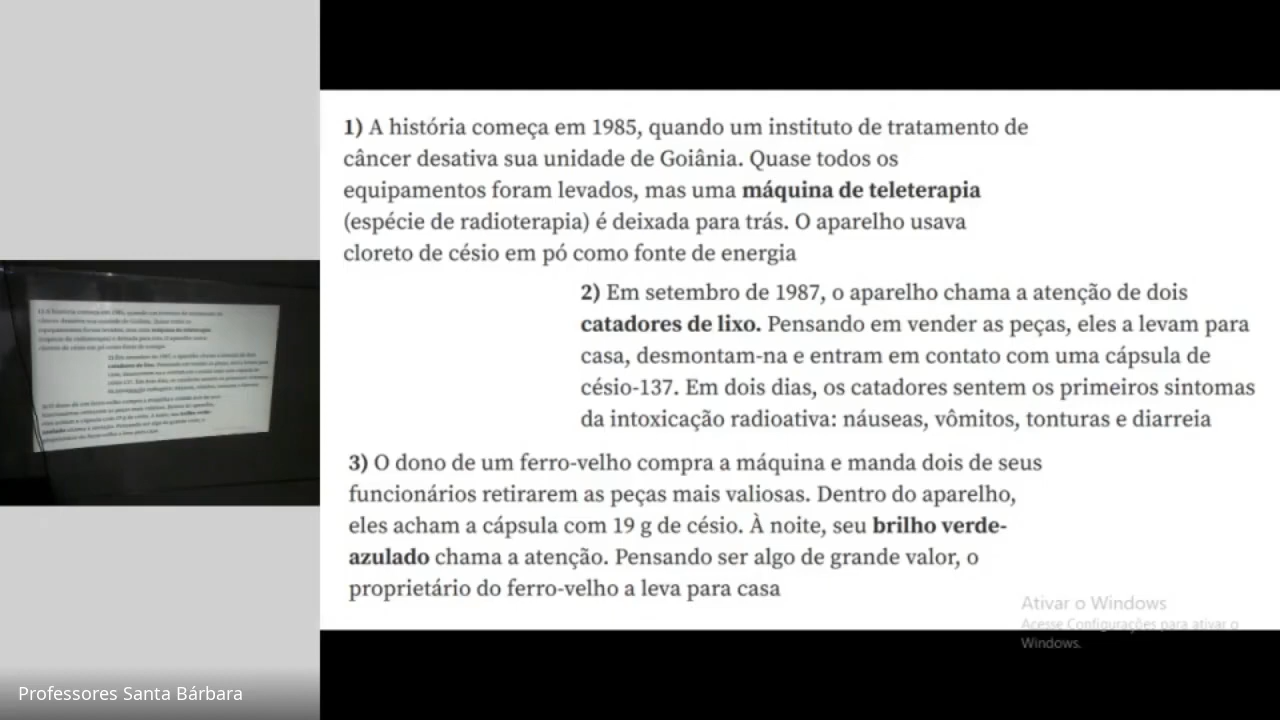 1) A história começa em 1985, quando um instituto de tratamento de
câncer desativa sua unidade de Goiânia. Quase todos os
equipamentos foram levados, mas uma máquina de teleterapia
(espécie de radioterapia) é deixada para trás. O aparelho usava
cloreto de césio em pó como fonte de energia
2) Em setembro de 1987, o aparelho chama a atenção de dois
catadores de lixo. Pensando em vender as peças, eles a levam para
casa, desmontam-na e entram em contato com uma cápsula de
césio-137. Em dois dias, os catadores sentem os primeiros sintomas
da intoxicação radioativa: náuseas, vômitos, tonturas e diarreia
3) O dono de um ferro-velho compra a máquina e manda dois de seus
funcionários retirarem as peças mais valiosas. Dentro do aparelho,
eles acham a cápsula com 19 g de césio. À noite, seu brilho verde-
azulado chama a atenção. Pensando ser algo de grande valor, o
proprietário do ferro-velho a leva para casa
Ativar o Windows
Acesse Configurações para ativar o
Windows.
Professores Santa Bárbara